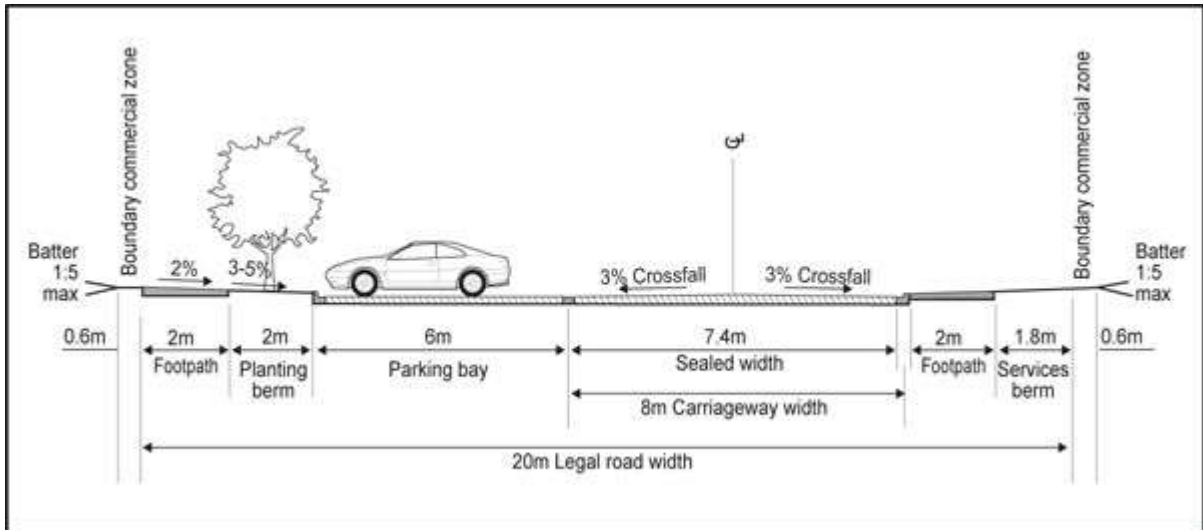 Boundary commercial zone
Boundary commercial zone
Batter
1:5
max
2%
3-5%
3% Crossfall
3% Crossfall
Batter
1:5
max
0.6m
2m
Footpath
2m
Planting
berm
6m
Parking bay
7.4m
Sealed width
2m
Footpath
1.8m
Services
berm
0.6m
8m Carriageway width
20m Legal road width